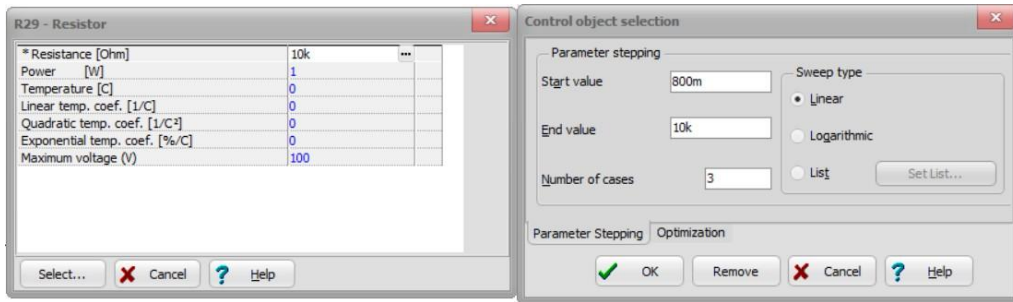 R29 - Resistor
* Resistance [Ohm] 10k ...
Power [W] 1
Temperature [C] 0
Linear temp. coef. [1/C] 0
Quadratic temp. coef. [1/C²] 0
Exponential temp. coef. [%/C] 0
Maximum voltage (V) 100
Select... Cancel ? Help
Control object selection
Parameter stepping
Start value 800m
End value 10k
Number of cases 3
Sweep type
Linear
Logarithmic
List Set List...
Parameter Stepping Optimization
OK Remove Cancel ? Help